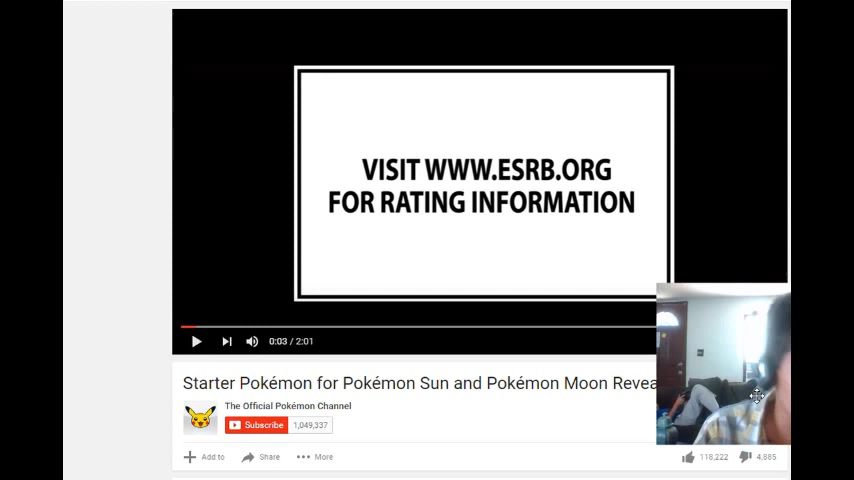 VISIT WWW.ESRB.ORG
FOR RATING INFORMATION
0:03 / 2:01
Starter Pokémon for Pokémon Sun and Pokémon Moon
The Official Pokémon Channel
Subscribe 1,049,337
Add to Share More 118,222 4,885